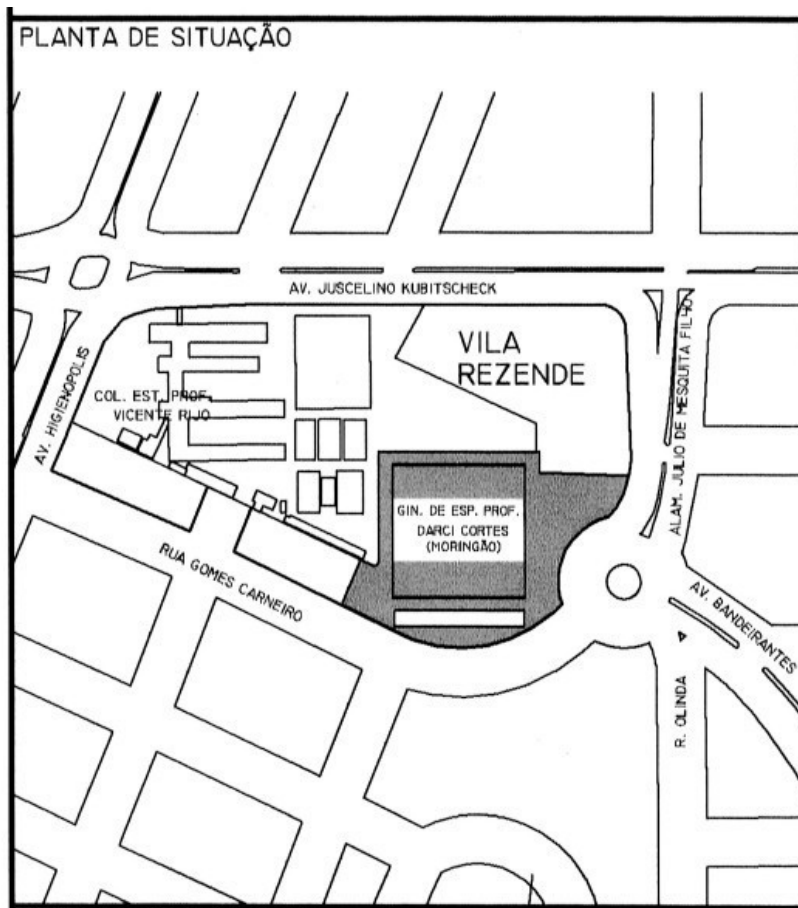 PLANTA DE SITUAÇÃO
AV. JUSCELINO KUBITSCHECK
VILA
REZENDE
ALAM. JULIO DE MESQUITA FILHO
AV. HIGIENOPOLIS
COL. EST. PROF.
VICENTE RIJO
GIN. DE ESP. PROF.
DARCI CORTES
(MORINGÃO)
RUA GOMES CARNEIRO
AV. BANDEIRANTES
R. OLINDA